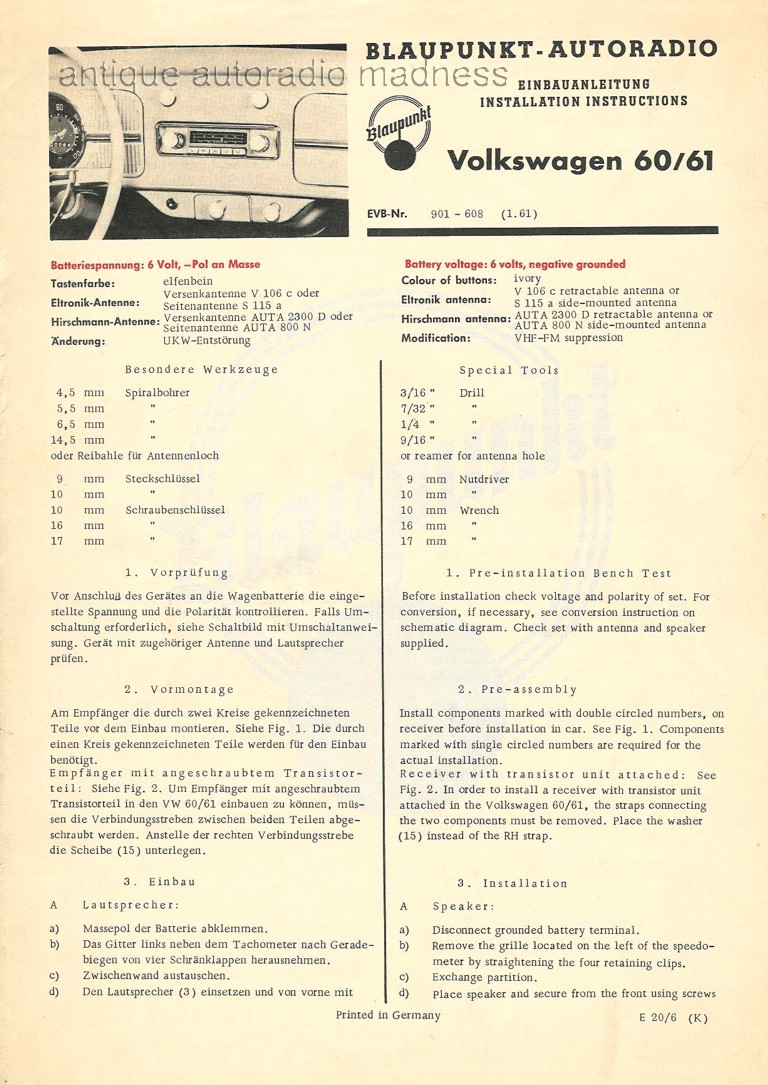 antique autoradio madness
BLAUPUNKT-AUTORADIO
EINBAUANLEITUNG
INSTALLATION INSTRUCTIONS
Blaupunkt
Volkswagen 60/61
EVB-Nr. 901 - 608 (1.61)
Batteriespannung: 6 Volt, –Pol an Masse
Tastenfarbe: elfenbein
Eltronik-Antenne: Versenkantenne V 106 c oder
Seitenantenne S 115 a
Hirschmann-Antenne: Versenkantenne AUTA 2300 D oder
Seitenantenne AUTA 800 N
Änderung: UKW-Entstörung
Besondere Werkzeuge
4,5 mm Spiralbohrer
5,5 mm "
6,5 mm "
14,5 mm "
oder Reibahle für Antennenloch
9 mm Steckschlüssel
10 mm "
10 mm Schraubenschlüssel
16 mm "
17 mm "
1. Vorprüfung
Vor Anschluß des Gerätes an die Wagenbatterie die einge-
stellte Spannung und die Polarität kontrollieren. Falls Um-
schaltung erforderlich, siehe Schaltbild mit Umschaltanwei-
sung. Gerät mit zugehöriger Antenne und Lautsprecher
prüfen.
2. Vormontage
Am Empfänger die durch zwei Kreise gekennzeichneten
Teile vor dem Einbau montieren. Siehe Fig. 1. Die durch
einen Kreis gekennzeichneten Teile werden für den Einbau
benötigt.
Empfänger mit angeschraubtem Transistor-
teil: Siehe Fig. 2. Um Empfänger mit angeschraubtem
Transistorteil in den VW 60/61 einbauen zu können, müs-
sen die Verbindungsstreben zwischen beiden Teilen abge-
schraubt werden. Anstelle der rechten Verbindungsstrebe
die Scheibe (15) unterlegen.
3. Einbau
A Lautsprecher:
a) Massepol der Batterie abklemmen.
b) Das Gitter links neben dem Tachometer nach Gerade-
biegen von vier Schränklappen herausnehmen.
c) Zwischenwand austauschen.
d) Den Lautsprecher (3) einsetzen und von vorne mit
Battery voltage: 6 volts, negative grounded
Colour of buttons: ivory
Eltronik antenna: V 106 c retractable antenna or
S 115 a side-mounted antenna
Hirschmann antenna: AUTA 2300 D retractable antenna or
AUTA 800 N side-mounted antenna
Modification: VHF-FM suppression
Special Tools
3/16 " Drill
7/32 " "
1/4 " "
9/16 " "
or reamer for antenna hole
9 mm Nutdriver
10 mm "
10 mm Wrench
16 mm "
17 mm "
1. Pre-installation Bench Test
Before installation check voltage and polarity of set. For
conversion, if necessary, see conversion instruction on
schematic diagram. Check set with antenna and speaker
supplied.
2. Pre-assembly
Install components marked with double circled numbers, on
receiver before installation in car. See Fig. 1. Components
marked with single circled numbers are required for the
actual installation.
Receiver with transistor unit attached: See
Fig. 2. In order to install a receiver with transistor unit
attached in the Volkswagen 60/61, the straps connecting
the two components must be removed. Place the washer
(15) instead of the RH strap.
3. Installation
A Speaker:
a) Disconnect grounded battery terminal.
b) Remove the grille located on the left of the speedo-
meter by straightening the four retaining clips.
c) Exchange partition.
d) Place speaker and secure from the front using screws
Printed in Germany
E 20/6 (K)